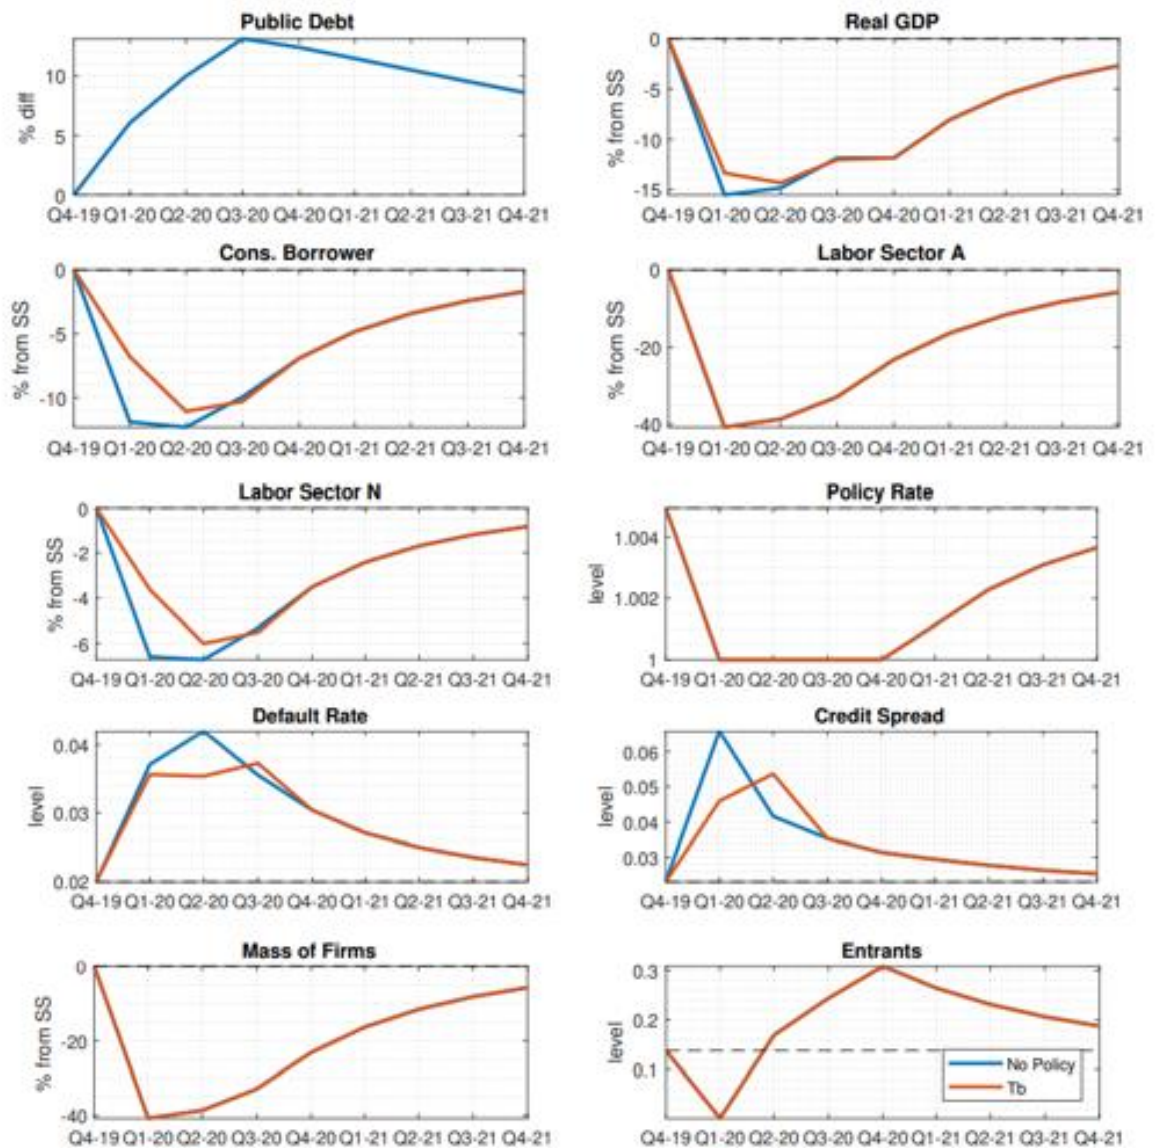 Public Debt
% diff
10
5
0
Q4-19 Q1-20 Q2-20 Q3-20 Q4-20 Q1-21 Q2-21 Q3-21 Q4-21
Real GDP
% from SS
0
-5
-10
-15
Q4-19 Q1-20 Q2-20 Q3-20 Q4-20 Q1-21 Q2-21 Q3-21 Q4-21
Cons. Borrower
% from SS
0
-5
-10
Q4-19 Q1-20 Q2-20 Q3-20 Q4-20 Q1-21 Q2-21 Q3-21 Q4-21
Labor Sector A
% from SS
0
-20
-40
Q4-19 Q1-20 Q2-20 Q3-20 Q4-20 Q1-21 Q2-21 Q3-21 Q4-21
Labor Sector N
% from SS
0
-2
-4
-6
Q4-19 Q1-20 Q2-20 Q3-20 Q4-20 Q1-21 Q2-21 Q3-21 Q4-21
Policy Rate
level
1.004
1.002
1
Q4-19 Q1-20 Q2-20 Q3-20 Q4-20 Q1-21 Q2-21 Q3-21 Q4-21
Default Rate
level
0.04
0.03
0.02
Q4-19 Q1-20 Q2-20 Q3-20 Q4-20 Q1-21 Q2-21 Q3-21 Q4-21
Credit Spread
level
0.06
0.05
0.04
0.03
Q4-19 Q1-20 Q2-20 Q3-20 Q4-20 Q1-21 Q2-21 Q3-21 Q4-21
Mass of Firms
% from SS
0
-20
-40
Q4-19 Q1-20 Q2-20 Q3-20 Q4-20 Q1-21 Q2-21 Q3-21 Q4-21
Entrants
level
0.3
0.2
0.1
No Policy
Tb
Q4-19 Q1-20 Q2-20 Q3-20 Q4-20 Q1-21 Q2-21 Q3-21 Q4-21